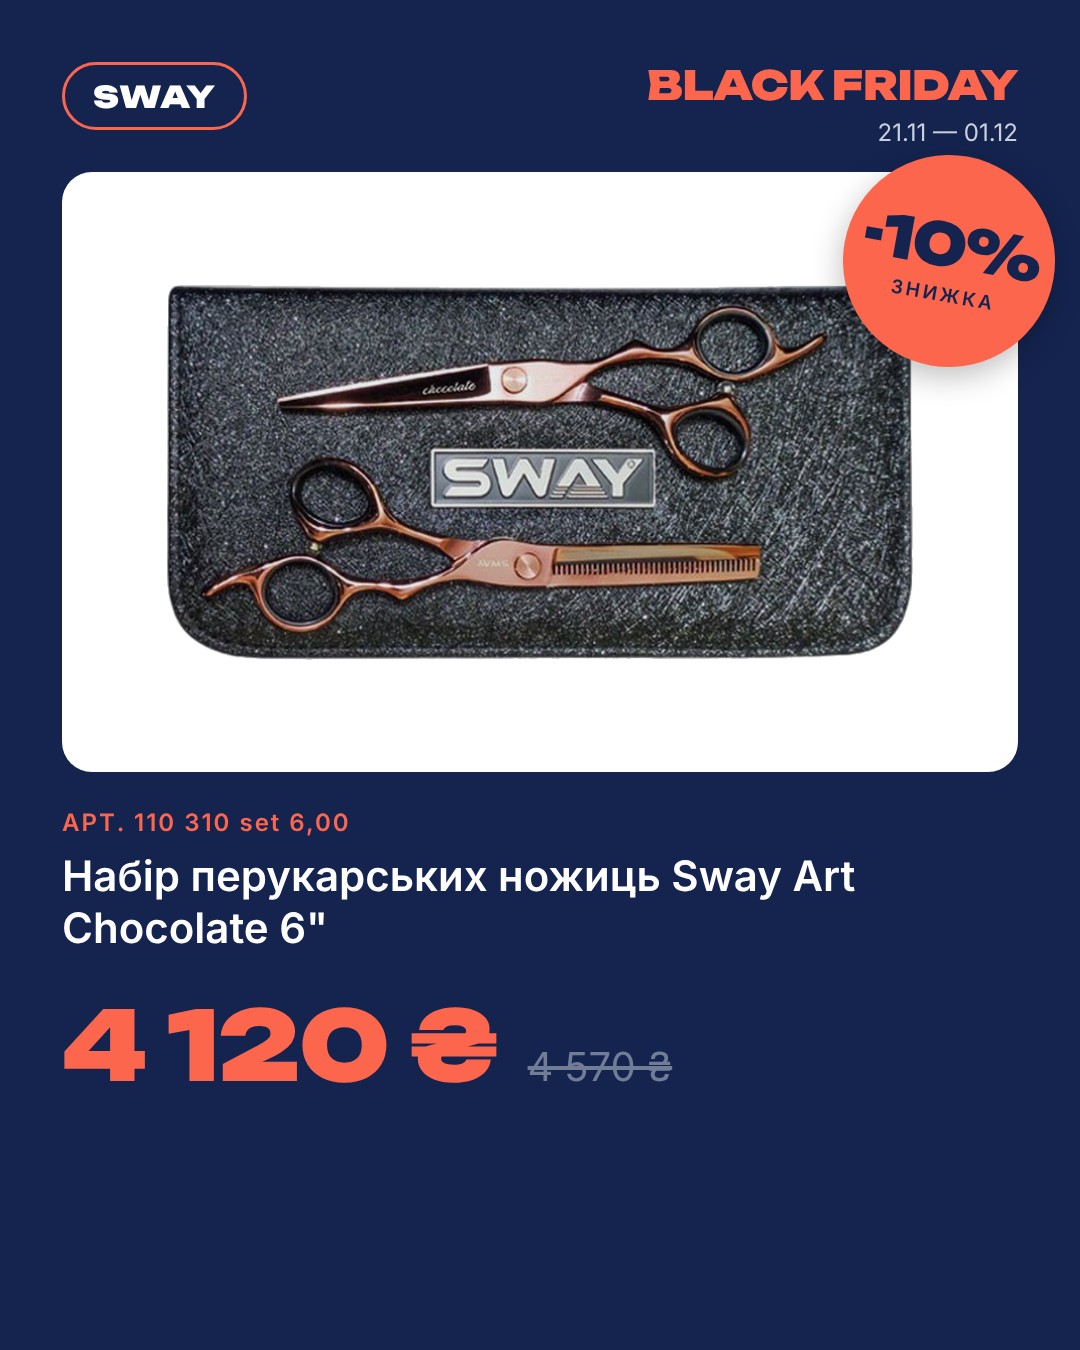 SWAY
BLACK FRIDAY
21.11 — 01.12
-10%
ЗНИЖКА
chocolate
SWAY
SWAY
АРТ. 110 310 set 6,00
Набір перукарських ножиць Sway Art
Chocolate 6"
4 120 ₴
4 570 ₴